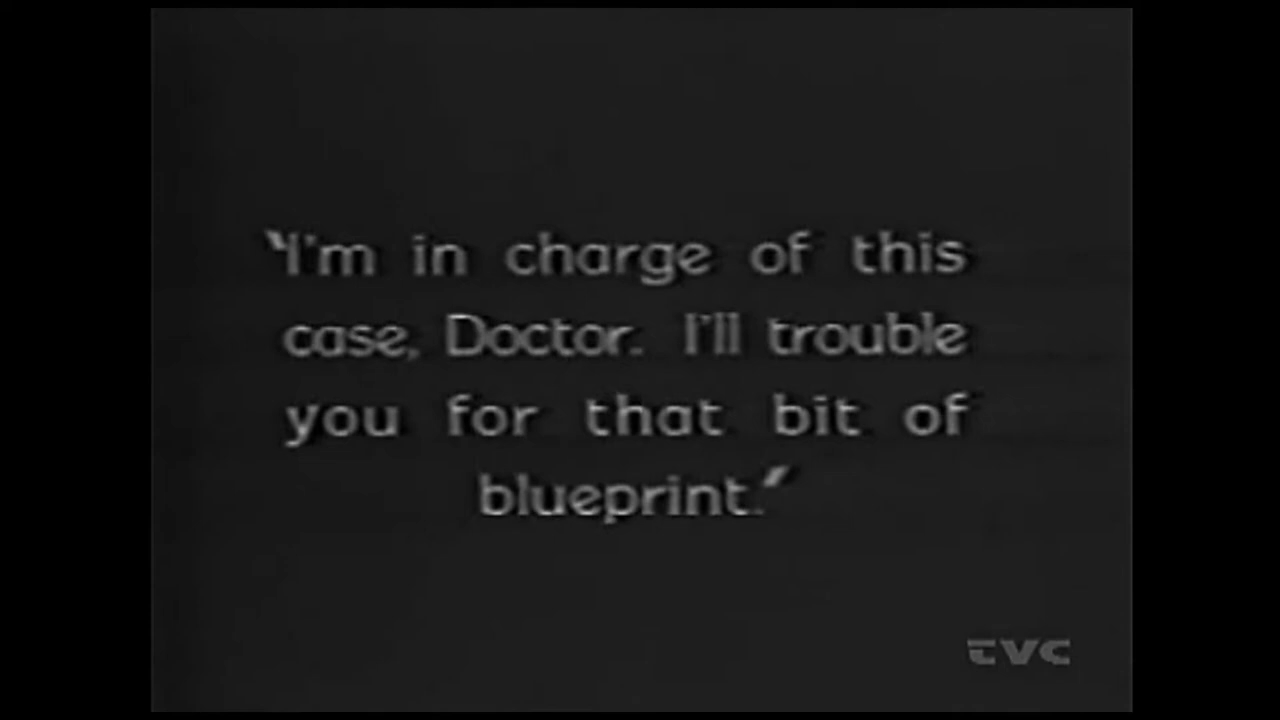 "I'm in charge of this
case, Doctor. I'll trouble
you for that bit of
blueprint."
TVC